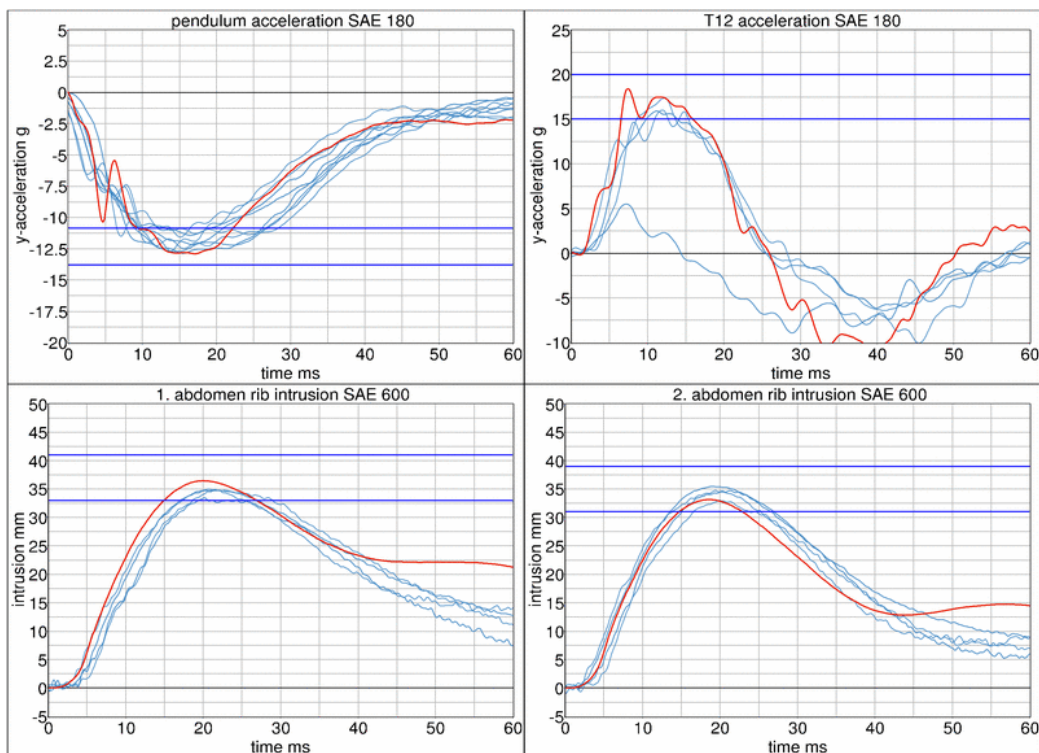 pendulum acceleration SAE 180
5
2.5
0
-2.5
-5
-7.5
-10
-12.5
-15
-17.5
-20
y-acceleration g
0 10 20 30 40 50 60
time ms
T12 acceleration SAE 180
25
20
15
10
5
0
-5
-10
y-acceleration g
0 10 20 30 40 50 60
time ms
1. abdomen rib intrusion SAE 600
50
45
40
35
30
25
20
15
10
5
0
-5
intrusion mm
0 10 20 30 40 50 60
time ms
2. abdomen rib intrusion SAE 600
50
45
40
35
30
25
20
15
10
5
0
-5
intrusion mm
0 10 20 30 40 50 60
time ms